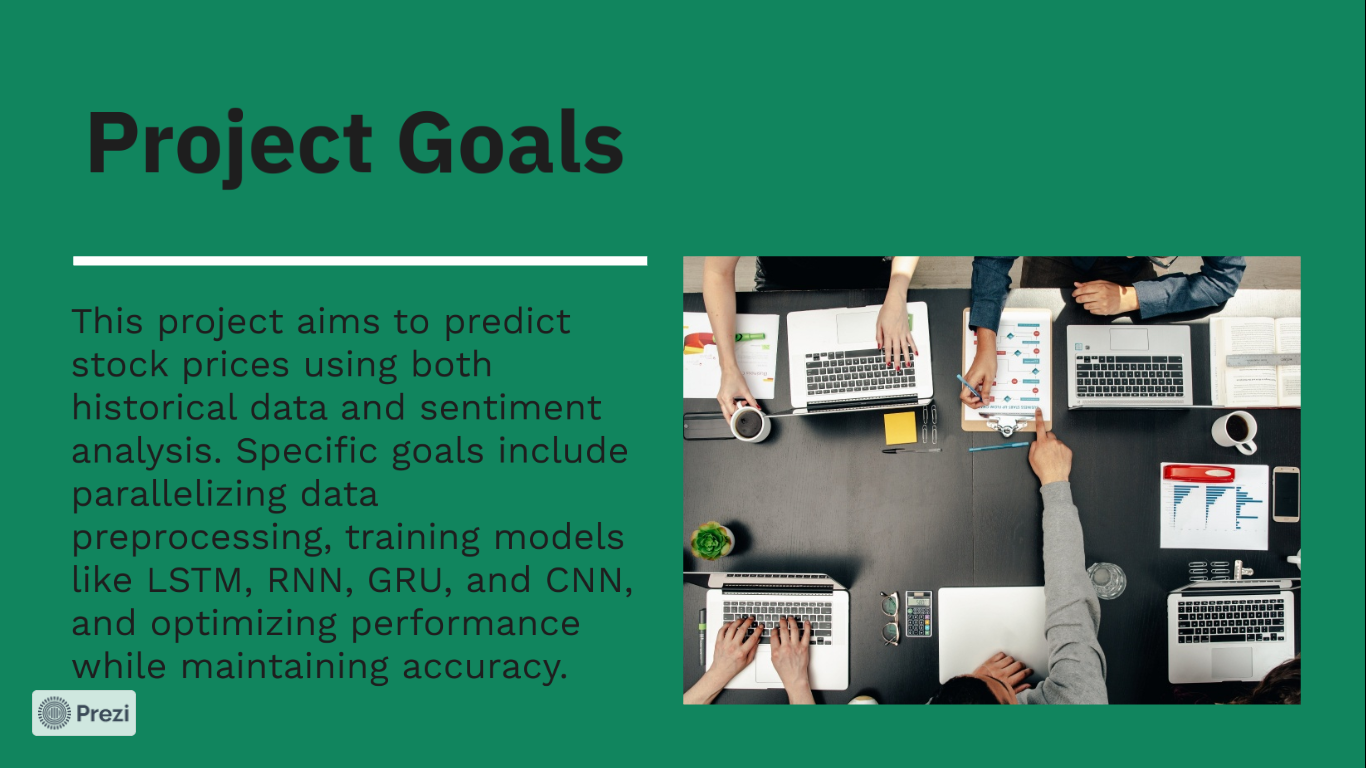 Project Goals
This project aims to predict
stock prices using both
historical data and sentiment
analysis. Specific goals include
parallelizing data
preprocessing, training models
like LSTM, RNN, GRU, and CNN,
and optimizing performance
while maintaining accuracy.
Prezi